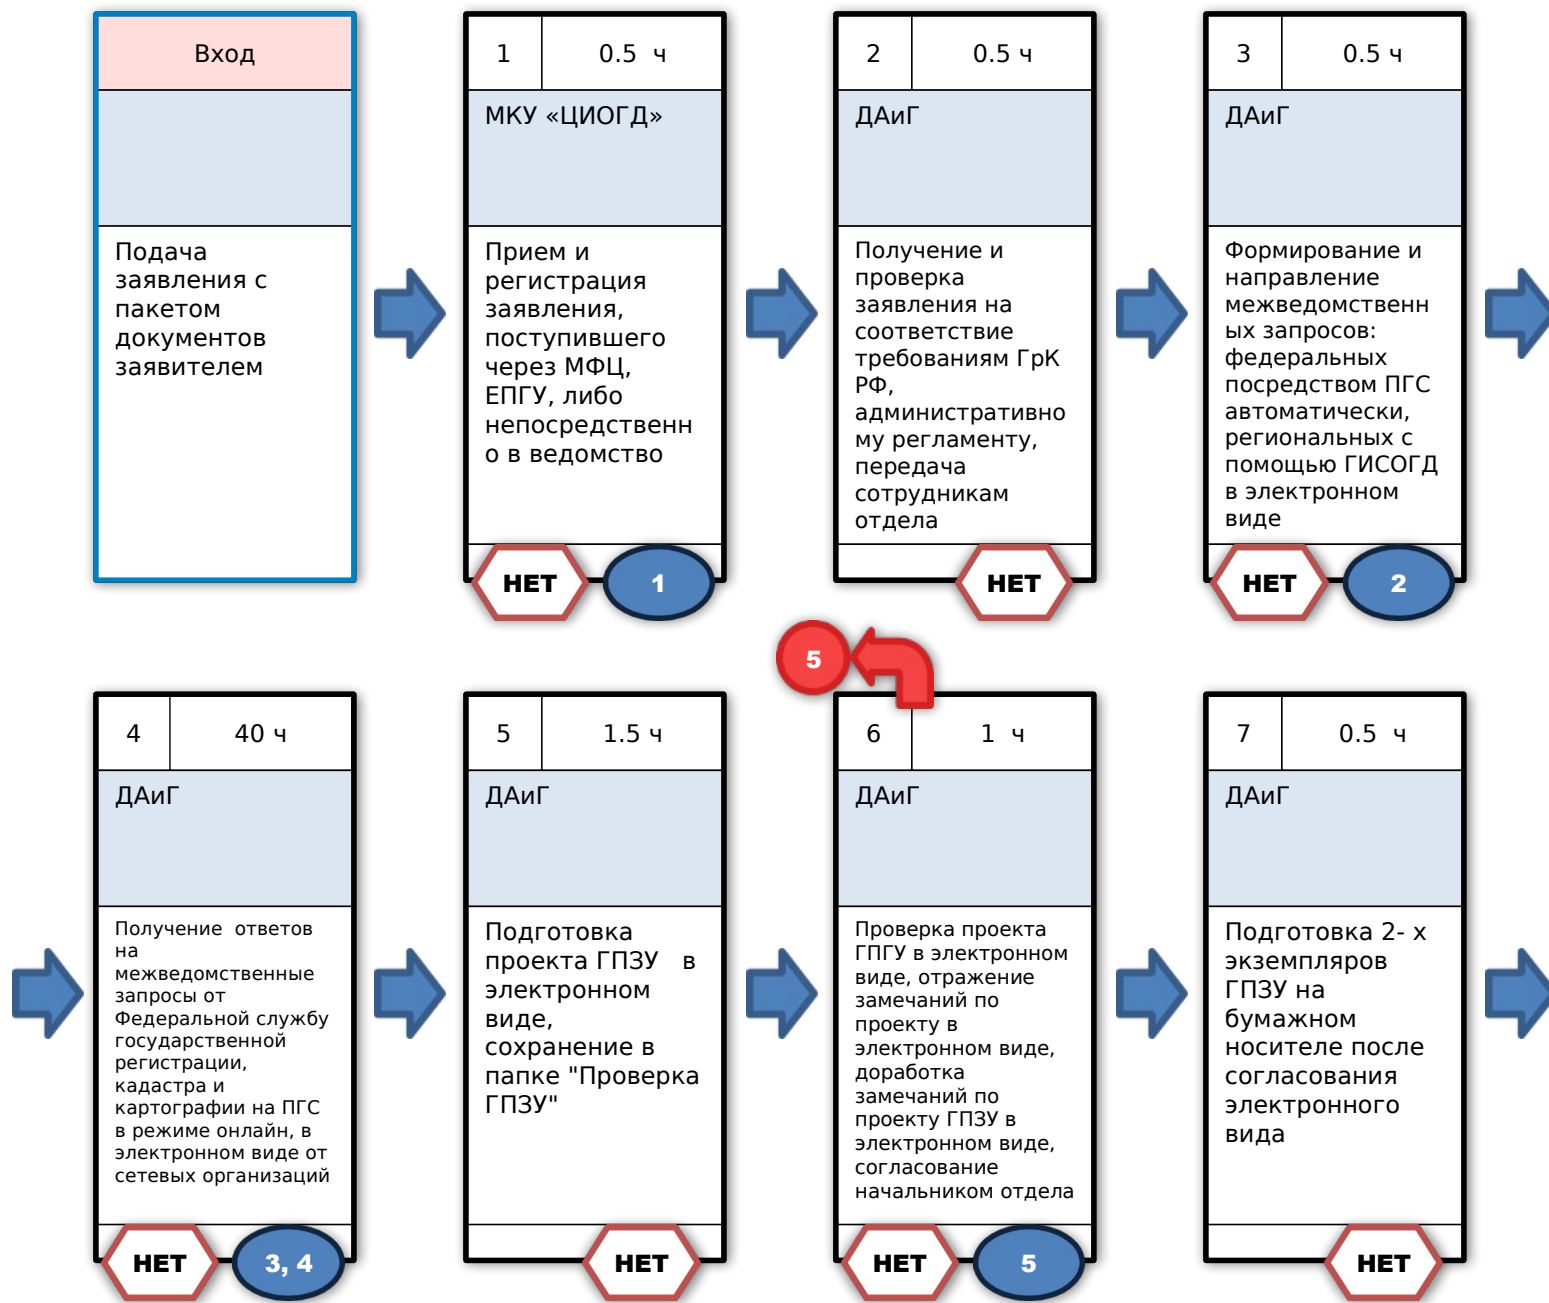 Вход
Подача
заявления с
пакетом
документов
заявителем
1
0.5 ч
МКУ «ЦИОГД»
Прием и
регистрация
заявления,
поступившего
через МФЦ,
ЕПГУ, либо
непосредственн
о в ведомство
НЕТ
1
2
0.5 ч
ДАиГ
Получение и
проверка
заявления на
соответствие
требованиям ГрК
РФ,
административно
му регламенту,
передача
сотрудникам
отдела
НЕТ
3
0.5 ч
ДАиГ
Формирование и
направление
межведомственн
ых запросов:
федеральных
посредством ПГС
автоматически,
региональных с
помощью ГИСОГД
в электронном
виде
НЕТ
2
4
40 ч
ДАиГ
Получение ответов
на
межведомственные
запросы от
Федеральной службу
государственной
регистрации,
кадастра и
картографии на ПГС
в режиме онлайн, в
электронном виде от
сетевых организаций
НЕТ
3, 4
5
1.5 ч
ДАиГ
Подготовка
проекта ГПЗУ в
электронном
виде,
сохранение в
папке "Проверка
ГПЗУ"
НЕТ
5
6
1 ч
ДАиГ
Проверка проекта
ГПГУ в электронном
виде, отражение
замечаний по
проекту в
электронном виде,
доработка
замечаний по
проекту ГПЗУ в
электронном виде,
согласование
начальником отдела
НЕТ
5
7
0.5 ч
ДАиГ
Подготовка 2- х
экземпляров
ГПЗУ на
бумажном
носителе после
согласования
электронного
вида
НЕТ